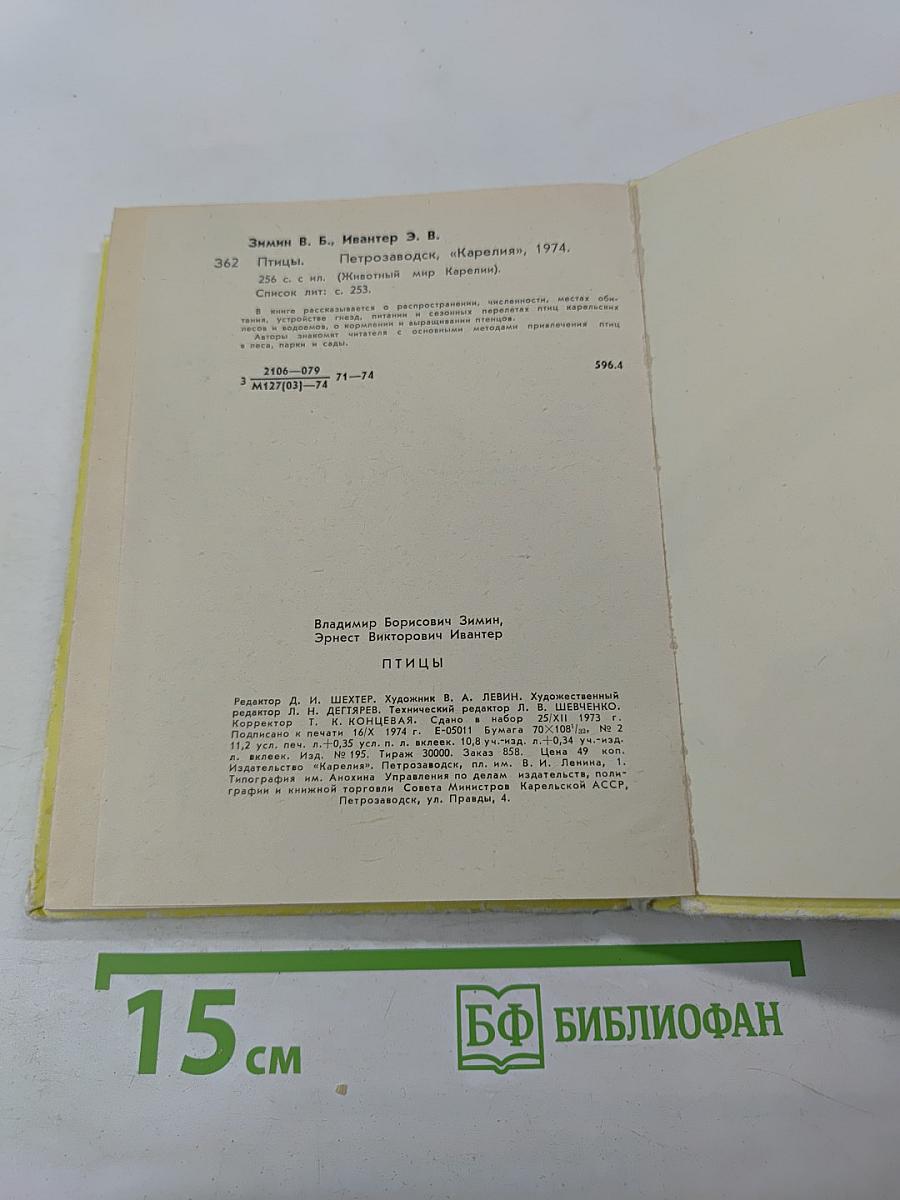 Зимин В. Б., Ивантер Э. В.
З62 Птицы. Петрозаводск, «Карелия», 1974.
256 с. с ил. (Животный мир Карелии).
Список лит: с. 253.
В книге рассказывается о распространении, численности, местах оби-
тания, устройстве гнезд, питании и сезонных перелетах птиц карельских
лесов и водоемов, о кормлении и выращивании птенцов.
Авторы знакомят читателя с основными методами привлечения птиц
в леса, парки и сады.
З 2106—079
М127(03)—74 71—74
596.4
Владимир Борисович Зимин,
Эрнест Викторович Ивантер
ПТИЦЫ
Редактор Д. И. ШЕХТЕР. Художник В. А. ЛЕВИН. Художественный
редактор Л. Н. ДЕГТЯРЕВ. Технический редактор Л. В. ШЕВЧЕНКО.
Корректор Т. К. КОНЦЕВАЯ. Сдано в набор 25/XII 1973 г.
Подписано к печати 16/X 1974 г. Е-05011 Бумага 70×108¹/₃₂, № 2
11,2 усл. печ. л.+0,35 усл. п. л. вклеек. 10,8 уч.-изд. л.+0,34 уч.-изд.
л. вклеек. Изд. № 195. Тираж 30000. Заказ 858. Цена 49 коп.
Издательство «Карелия». Петрозаводск, пл. им. В. И. Ленина, 1.
Типография им. Анохина Управления по делам издательств, поли-
графии и книжной торговли Совета Министров Карельской АССР,
Петрозаводск, ул. Правды, 4.
15 см
БФ БИБЛИОФАН